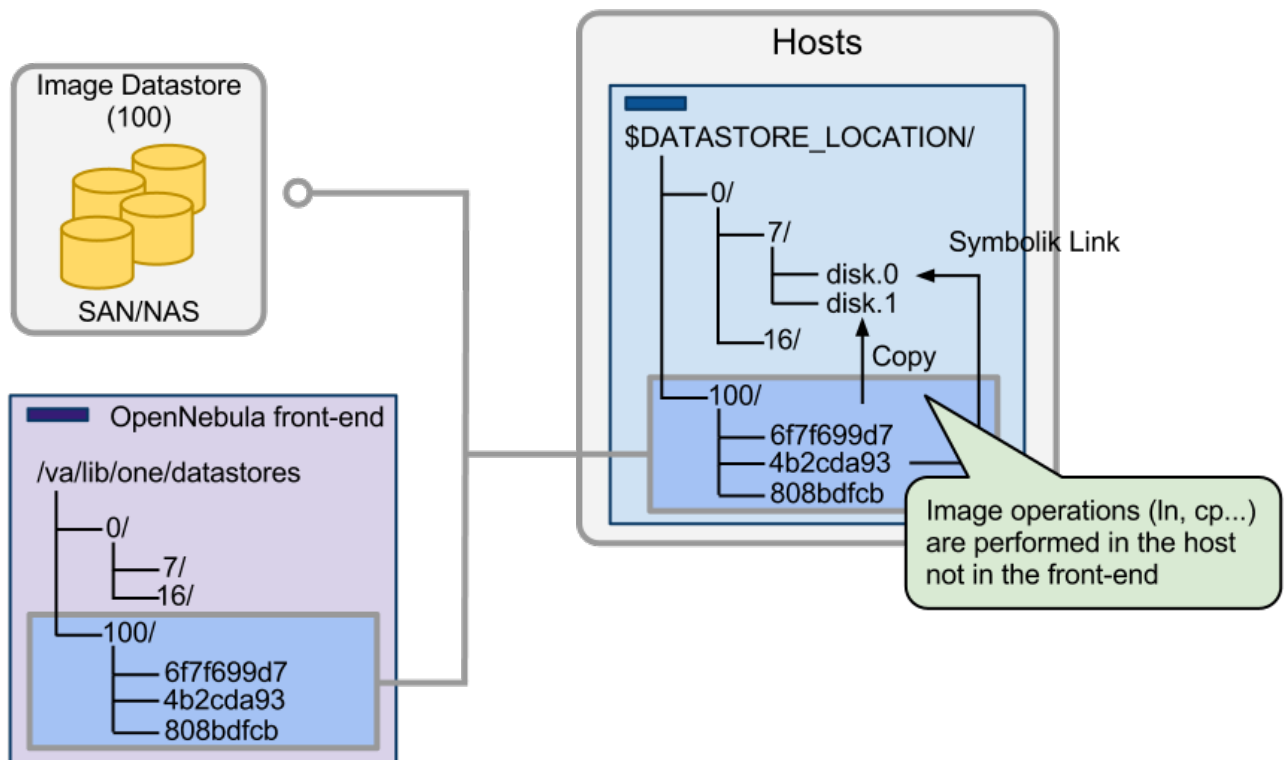 Image Datastore
(100)
SAN/NAS
OpenNebula front-end
/va/lib/one/datastores
0/
7/
16/
100/
6f7f699d7
4b2cda93
808bdfcb
Hosts
$DATASTORE_LOCATION/
0/
7/
Symbolik Link
disk.0
disk.1
16/
Copy
100/
6f7f699d7
4b2cda93
808bdfcb
Image operations (ln, cp...)
are performed in the host
not in the front-end